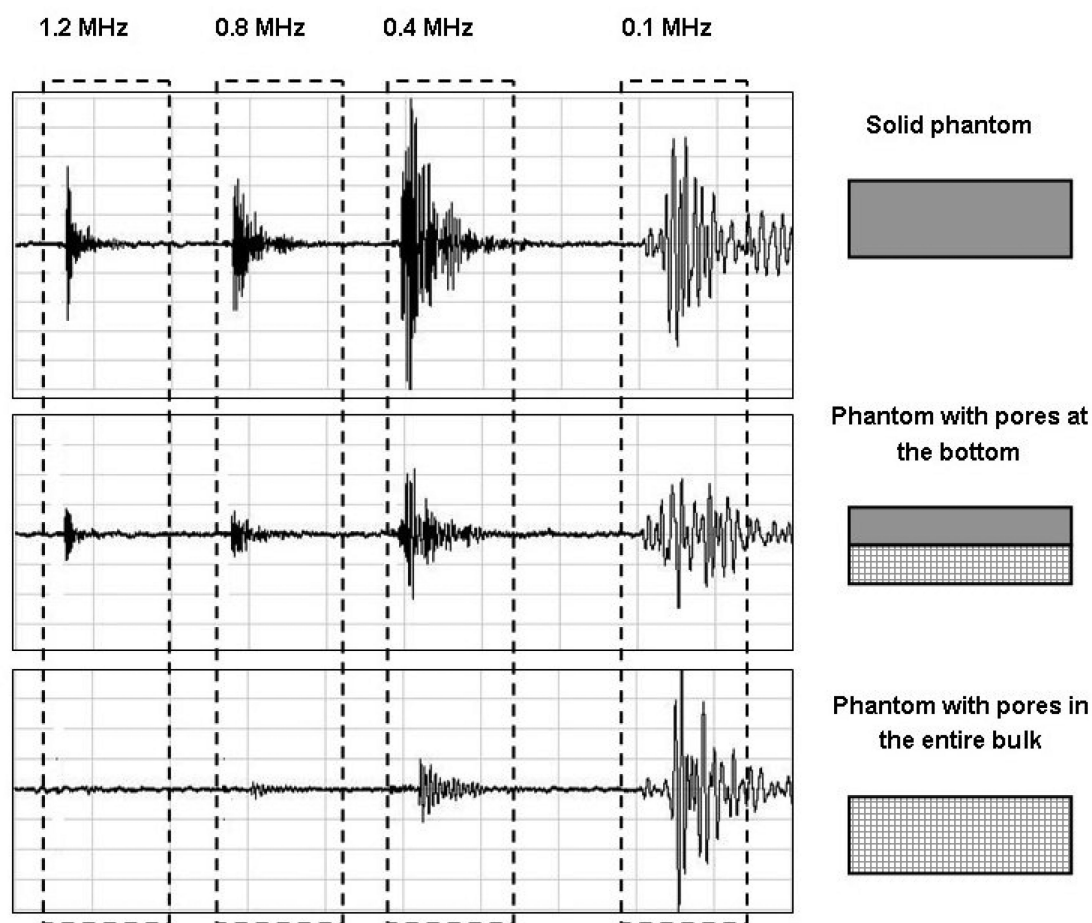 1.2 MHz
0.8 MHz
0.4 MHz
0.1 MHz
Solid phantom
Phantom with pores at
the bottom
Phantom with pores in
the entire bulk